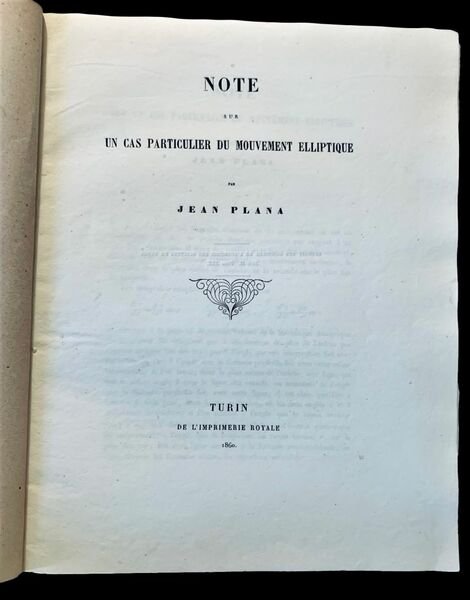 NOTE
SUR
UN CAS PARTICULIER DU MOUVEMENT ELLIPTIQUE
PAR
JEAN PLANA
TURIN
DE L'IMPRIMERIE ROYALE
1860.